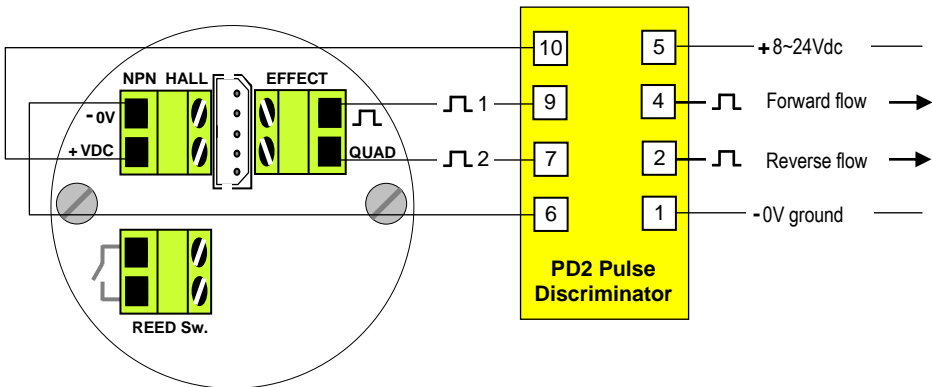 10 5 + 8~24Vdc
NPN HALL EFFECT
- 0V 1 9 4 Forward flow
+ VDC QUAD 2 7 2 Reverse flow
6 1 - 0V ground
PD2 Pulse
Discriminator
REED Sw.